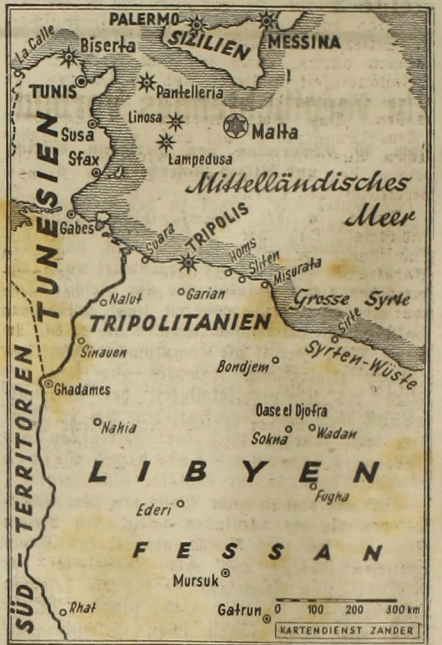 PALERMO
SIZILIEN
MESSINA
La Calle
Biserta
TUNIS
Pantelleria
Linosa
Malta
Susa
Sfax
Lampedusa
Mittelländisches
Meer
TUNESIEN
Gabes
Suara
TRIPOLIS
Homs
Sliten
Misurata
Nalut
Garian
Grosse Syrte
TRIPOLITANIEN
Sirte
Sinauen
Syrten-Wüste
Bondjem
Ghadames
SÜD-TERRITORIEN
Nahia
Oase el Djofra
Sokna
Wadan
LIBYEN
Fugha
Ederi
FESSAN
Mursuk
Rhat
Gatrun
0 100 200 300 km
KARTENDIENST ZANDER